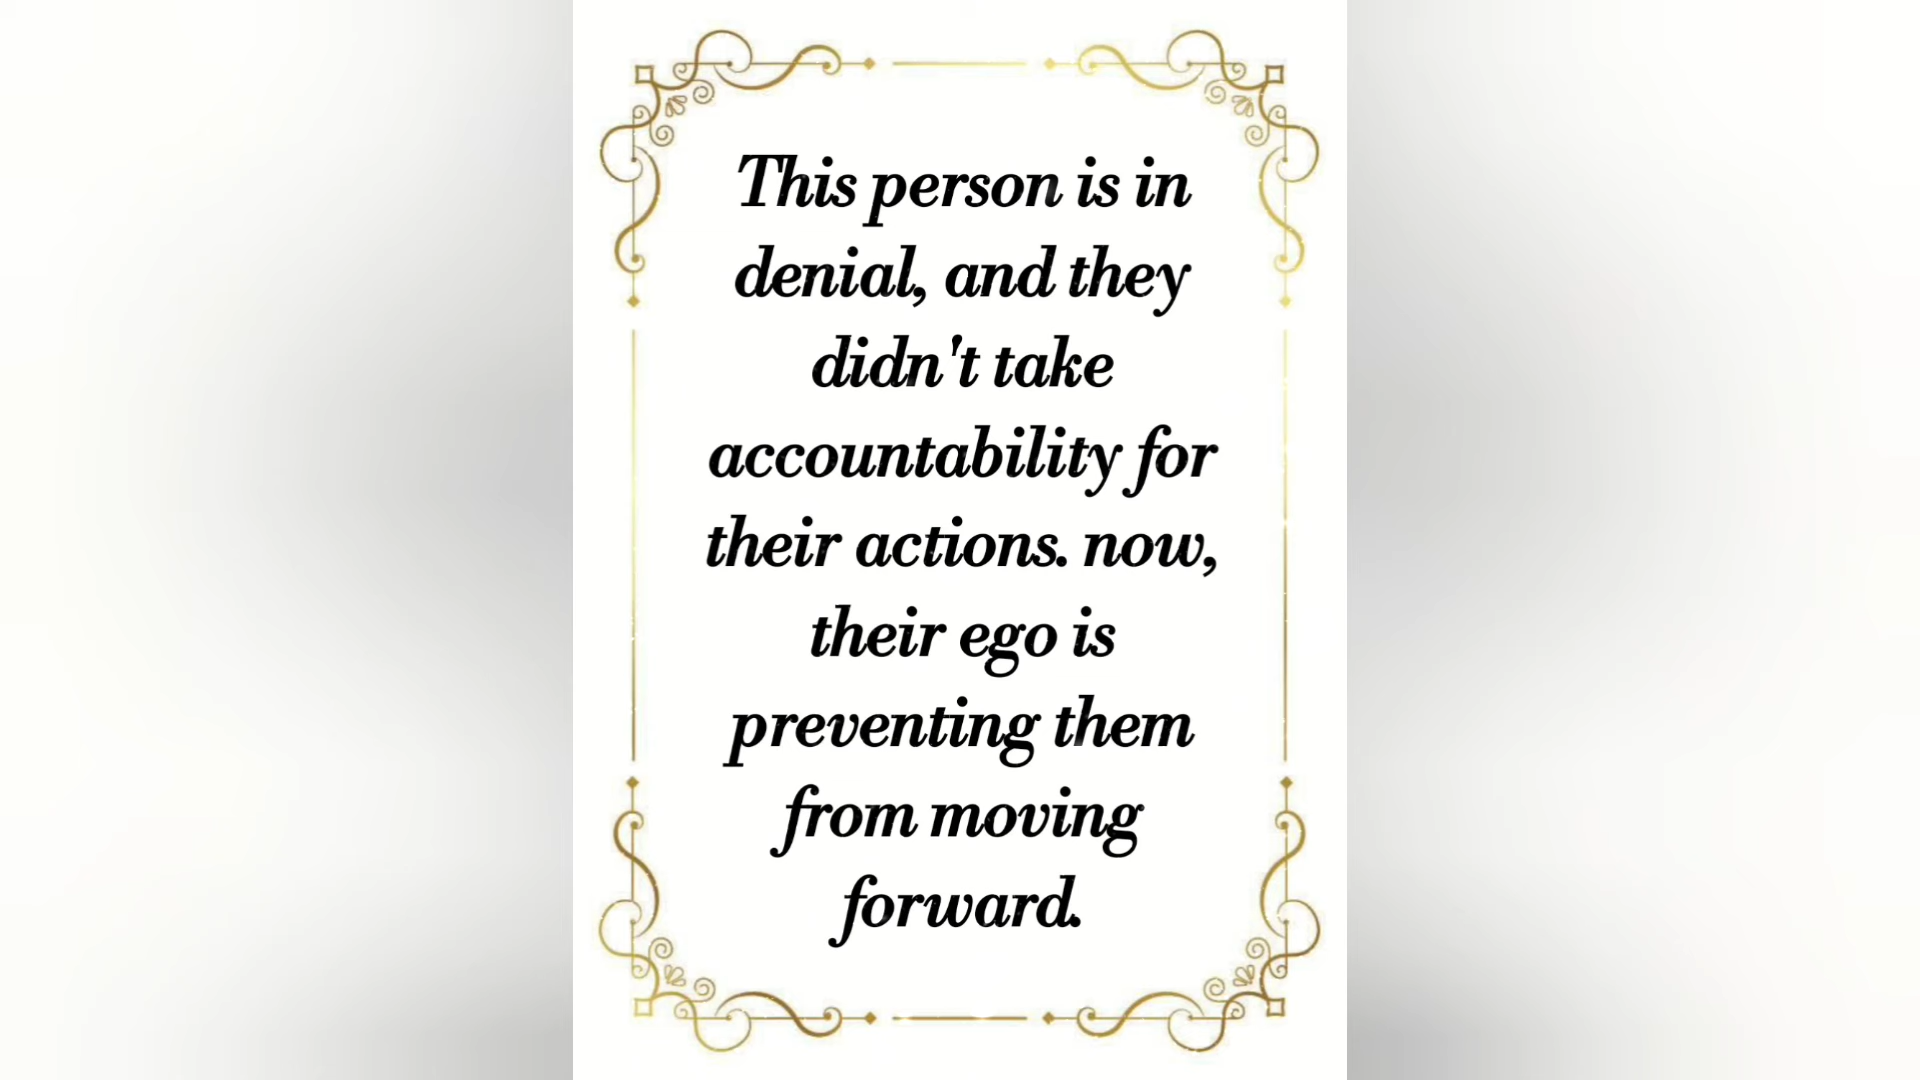 This person is in
denial, and they
didn't take
accountability for
their actions. now,
their ego is
preventing them
from moving
forward.